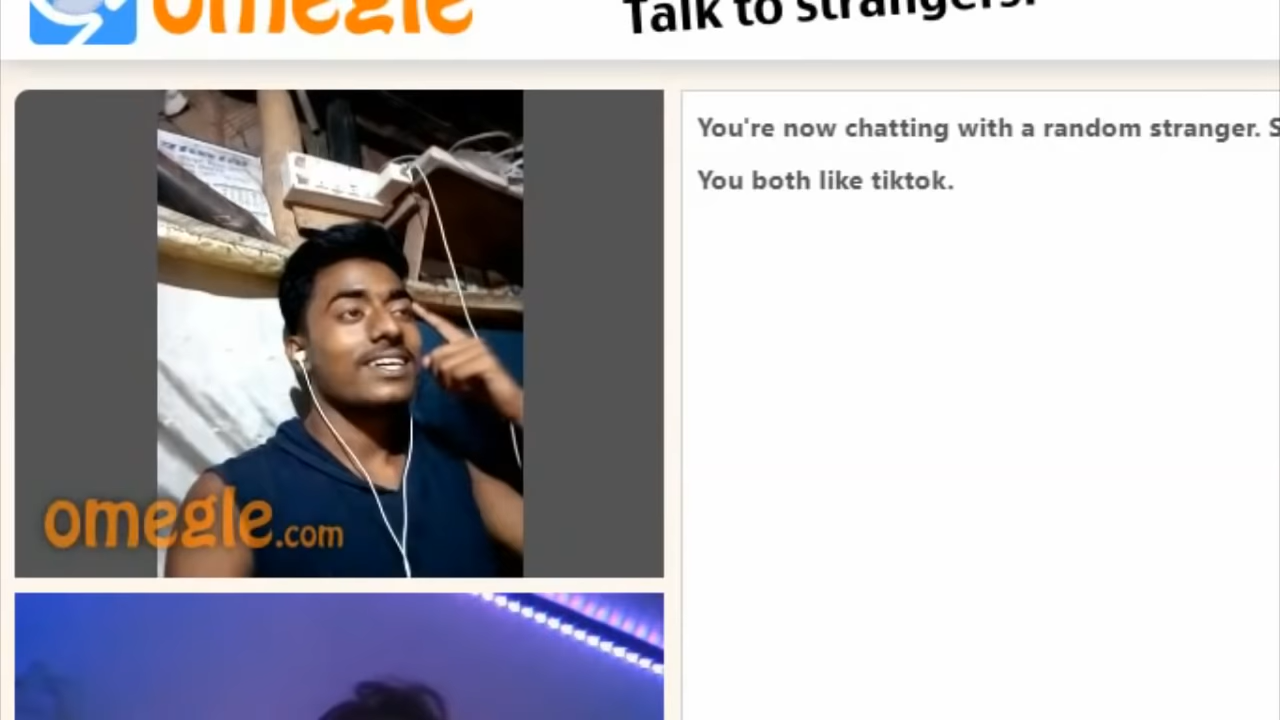 omegle
Talk to strangers!
You're now chatting with a random stranger. S
You both like tiktok.
omegle.com